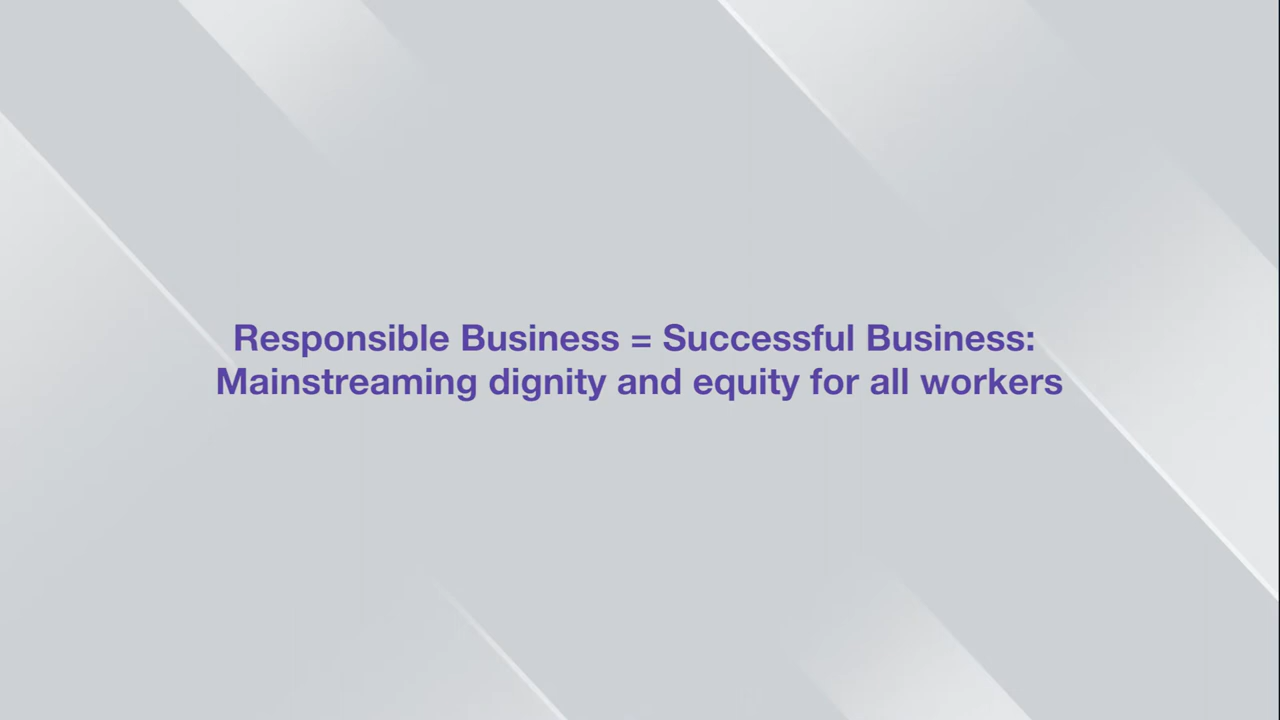 Responsible Business = Successful Business:
Mainstreaming dignity and equity for all workers